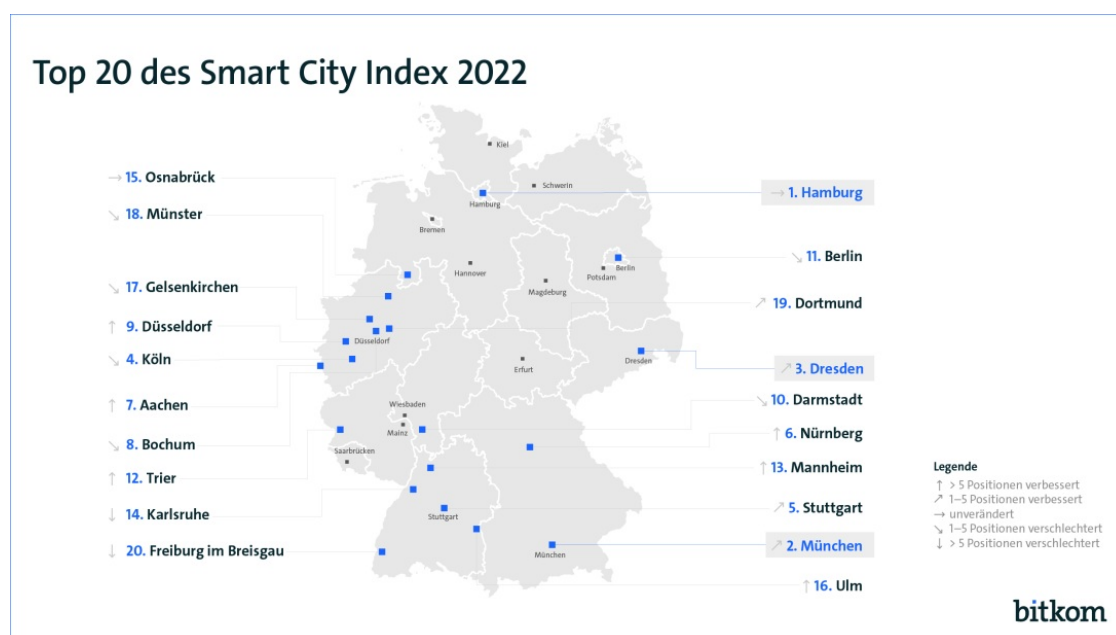 Top 20 des Smart City Index 2022
→ 15. Osnabrück
↘ 18. Münster
↘ 17. Gelsenkirchen
↑ 9. Düsseldorf
↘ 4. Köln
↑ 7. Aachen
↘ 8. Bochum
↑ 12. Trier
↓ 14. Karlsruhe
↓ 20. Freiburg im Breisgau
Kiel
Schwerin
Hamburg
Bremen
Hannover
Berlin
Potsdam
Magdeburg
Düsseldorf
Erfurt
Dresden
Wiesbaden
Mainz
Saarbrücken
Stuttgart
München
→ 1. Hamburg
↘ 11. Berlin
↗ 19. Dortmund
↗ 3. Dresden
↘ 10. Darmstadt
↑ 6. Nürnberg
↑ 13. Mannheim
↗ 5. Stuttgart
↗ 2. München
↑ 16. Ulm
Legende
↑ > 5 Positionen verbessert
↗ 1–5 Positionen verbessert
→ unverändert
↘ 1–5 Positionen verschlechtert
↓ > 5 Positionen verschlechtert
bitkom